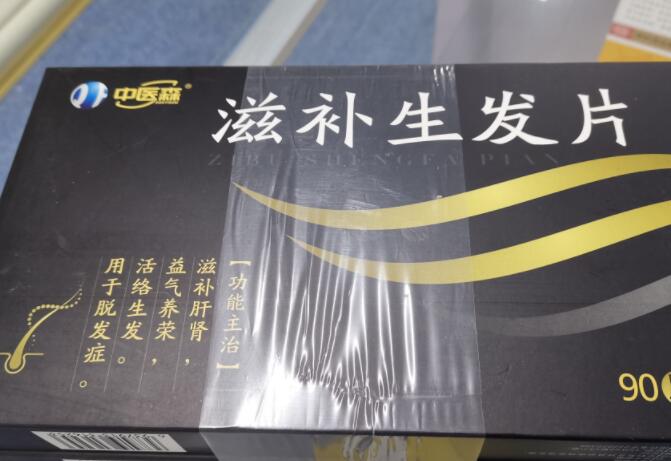 中医森
滋补生发片
ZIBU SHENGFA PIAN
【功能主治】
滋补肝肾，
益气养荣，
活络生发。
用于脱发症。
90